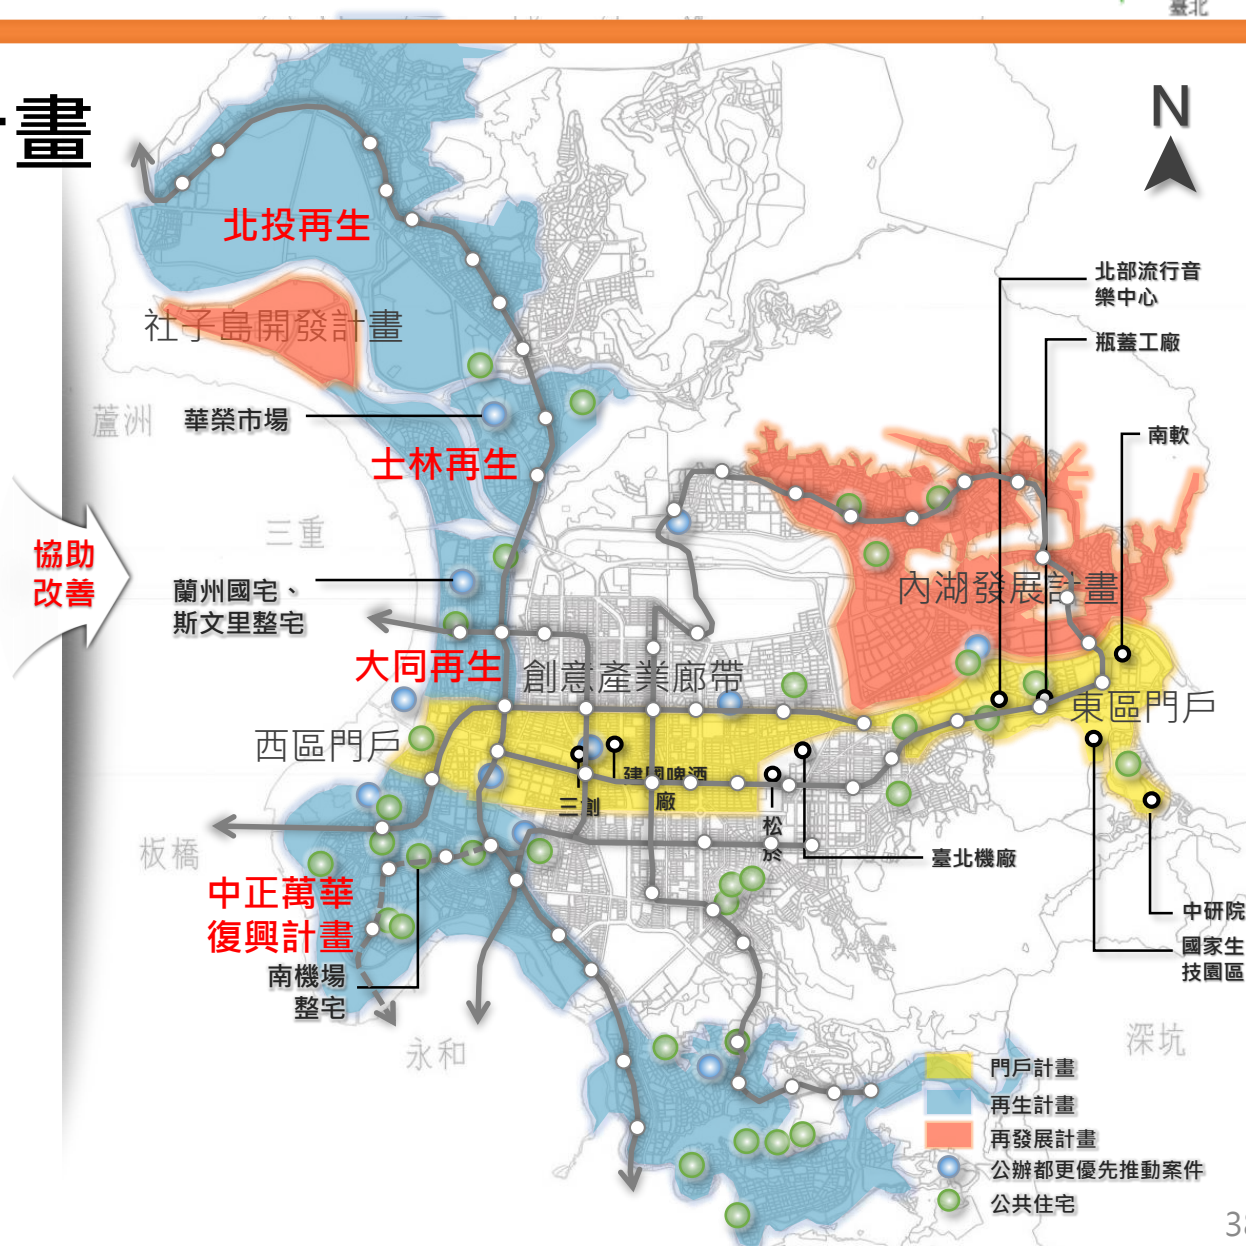 臺北
畫
N
北投再生
北部流行音
樂中心
社子島開發計畫
瓶蓋工廠
蘆洲
華榮市場
南軟
士林再生
三重
協助
改善
蘭州國宅、
斯文里整宅
內湖發展計畫
大同再生
創意產業廊帶
東區門戶
西區門戶
建國啤酒
廠
三創
松
菸
臺北機廠
板橋
中正萬華
復興計畫
中研院
國家生
技園區
南機場
整宅
永和
深坑
門戶計畫
再生計畫
再發展計畫
公辦都更優先推動案件
公共住宅